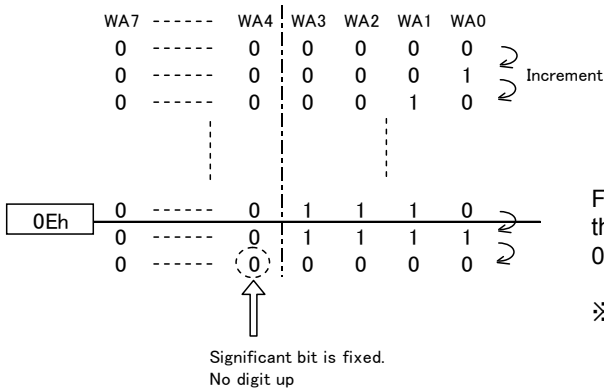 WA7 ------ WA4 WA3 WA2 WA1 WA0
0 ------ 0 0 0 0 0
0 ------ 0 0 0 0 1
Increment
0 ------ 0 0 0 1 0
0 ------ 0 1 1 1 0
0Eh
0 ------ 0 1 1 1 1
0 ------ 0 0 0 0 0
Significant bit is fixed.
No digit up
F
th
0
※